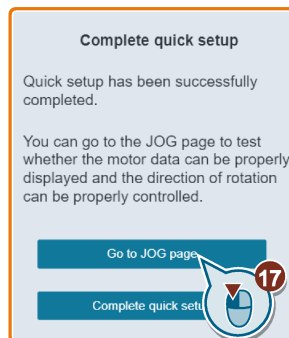 Complete quick setup
Quick setup has been successfully
completed.
You can go to the JOG page to test
whether the motor data can be properly
displayed and the direction of rotation
can be properly controlled.
Go to JOG page
17
Complete quick